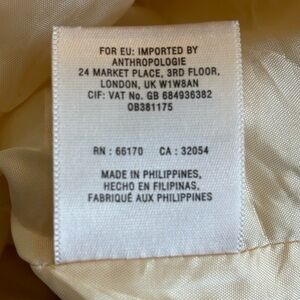 FOR EU: IMPORTED BY
ANTHROPOLOGIE
24 MARKET PLACE, 3RD FLOOR,
LONDON, UK W1W8AN
CIF: VAT No. GB 684936382
OB381175
RN : 66170 CA : 32054
MADE IN PHILIPPINES,
HECHO EN FILIPINAS,
FABRIQUÉ AUX PHILIPPINES